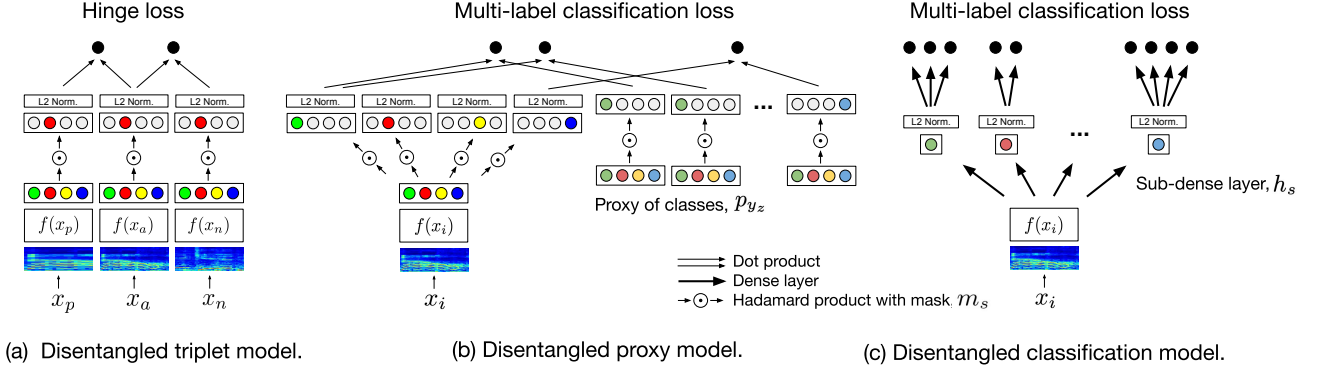 Hinge loss
Multi-label classification loss
Multi-label classification loss
L2 Norm.
L2 Norm.
L2 Norm.
L2 Norm.
L2 Norm.
L2 Norm.
L2 Norm.
...
L2 Norm.
L2 Norm.
...
L2 Norm.
f(x_p)
f(x_a)
f(x_n)
f(x_i)
Proxy of classes, p_{y_z}
Sub-dense layer, h_s
f(x_i)
x_p
x_a
x_n
x_i
Dot product
Dense layer
Hadamard product with mask, m_s
x_i
(a) Disentangled triplet model.
(b) Disentangled proxy model.
(c) Disentangled classification model.